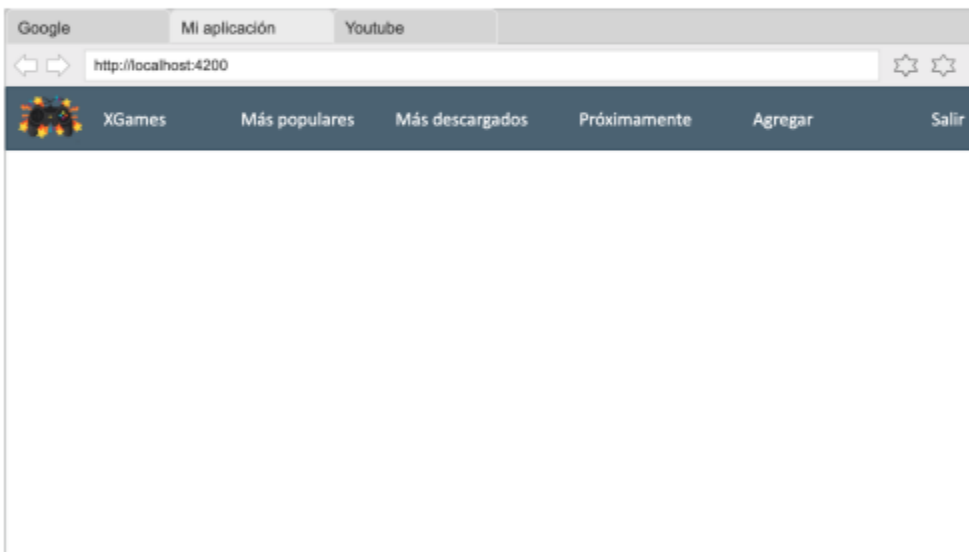 Google Mi aplicación Youtube
http://localhost:4200
XGames Más populares Más descargados Próximamente Agregar Salir